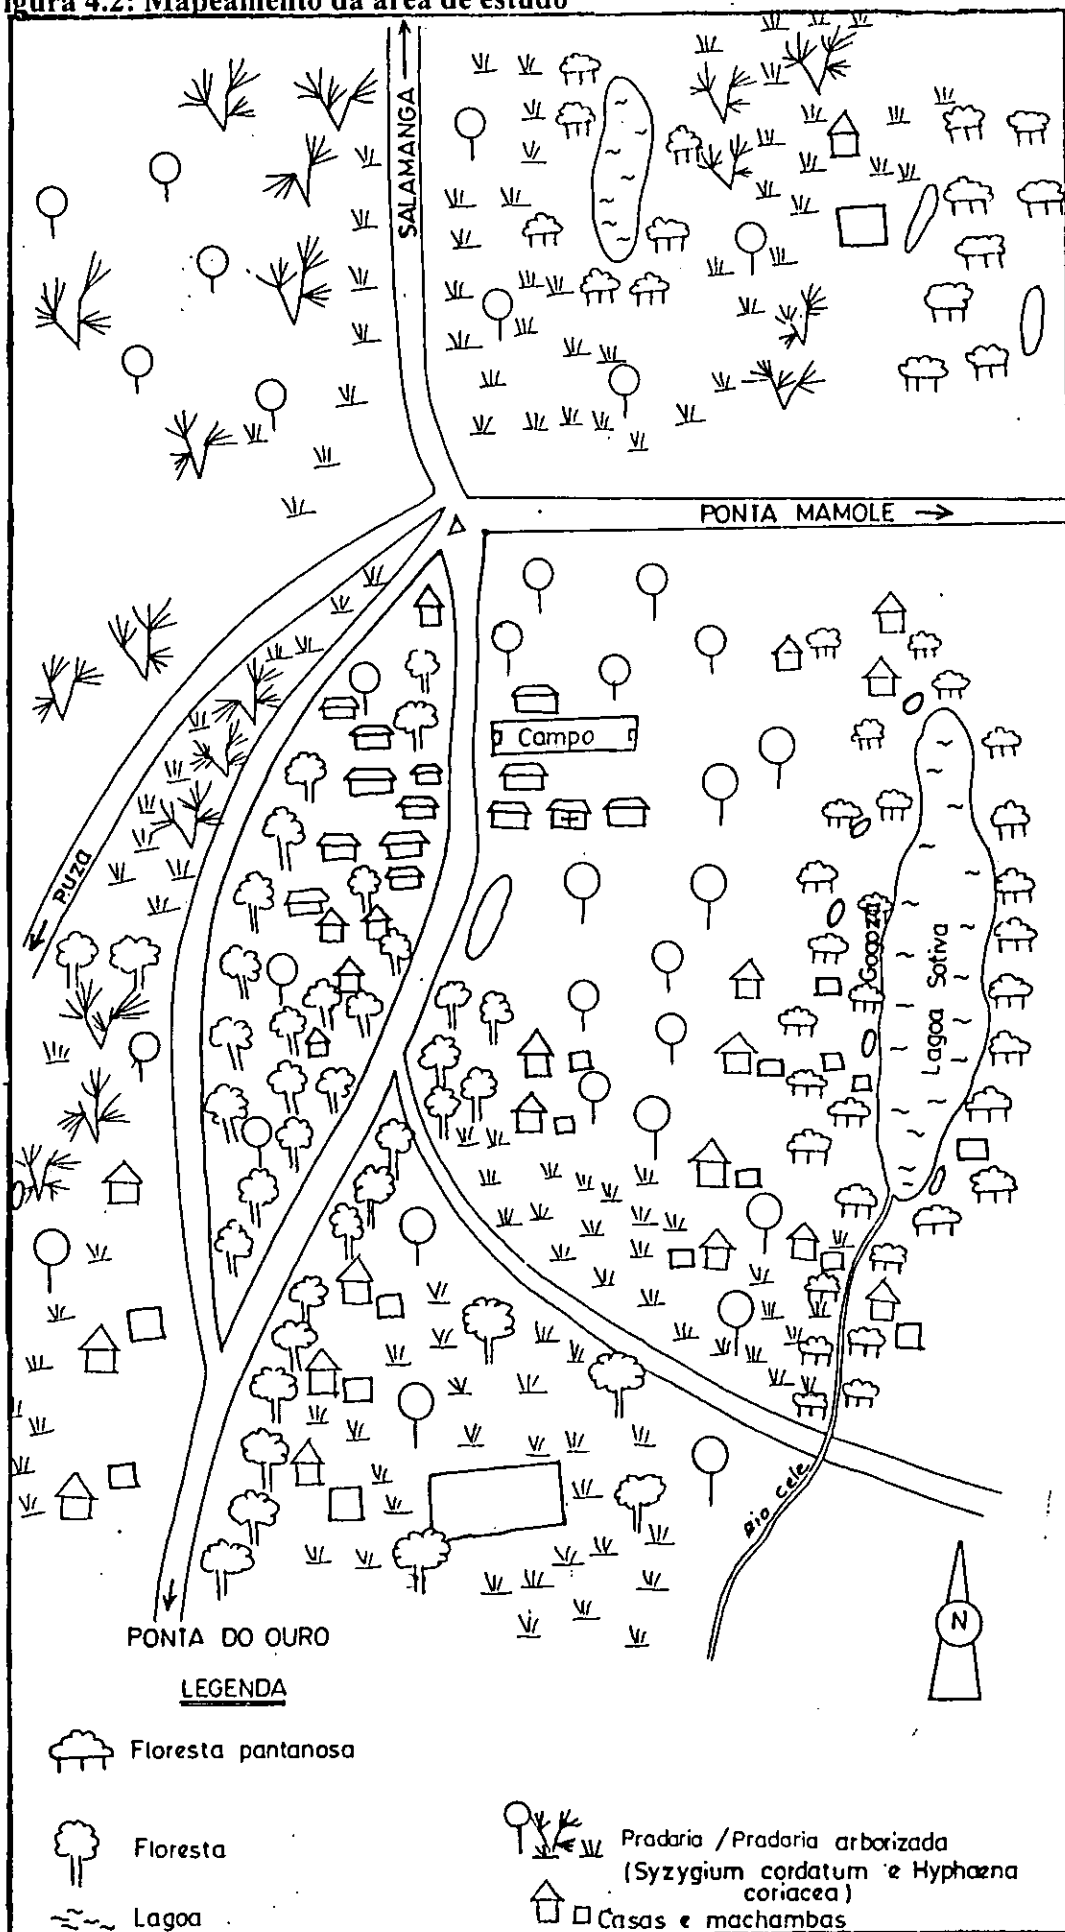 igura 4.2: Mapeamento da área de estudo
SALAMANGA
PONTA MAMOLE
Campo
Puza
Gogoza
Lagoa Sotiva
Rio Cele
PONTA DO OURO
N
LEGENDA
Floresta pantanosa
Floresta
Lagoa
Pradaria / Pradaria arborizada
(Syzygium cordatum e Hyphaena
coriacea)
Casas e machambas